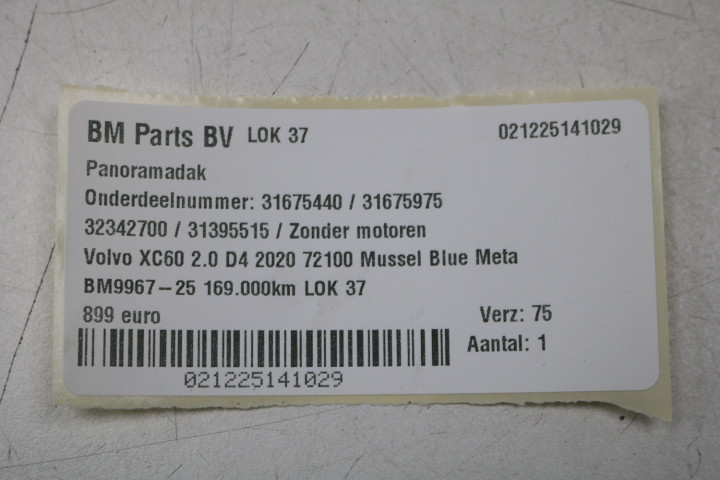 BM Parts BV LOK 37 021225141029
Panoramadak
Onderdeelnummer: 31675440 / 31675975
32342700 / 31395515 / Zonder motoren
Volvo XC60 2.0 D4 2020 72100 Mussel Blue Meta
BM9967-25 169.000km LOK 37
899 euro Verz: 75
Aantal: 1
021225141029